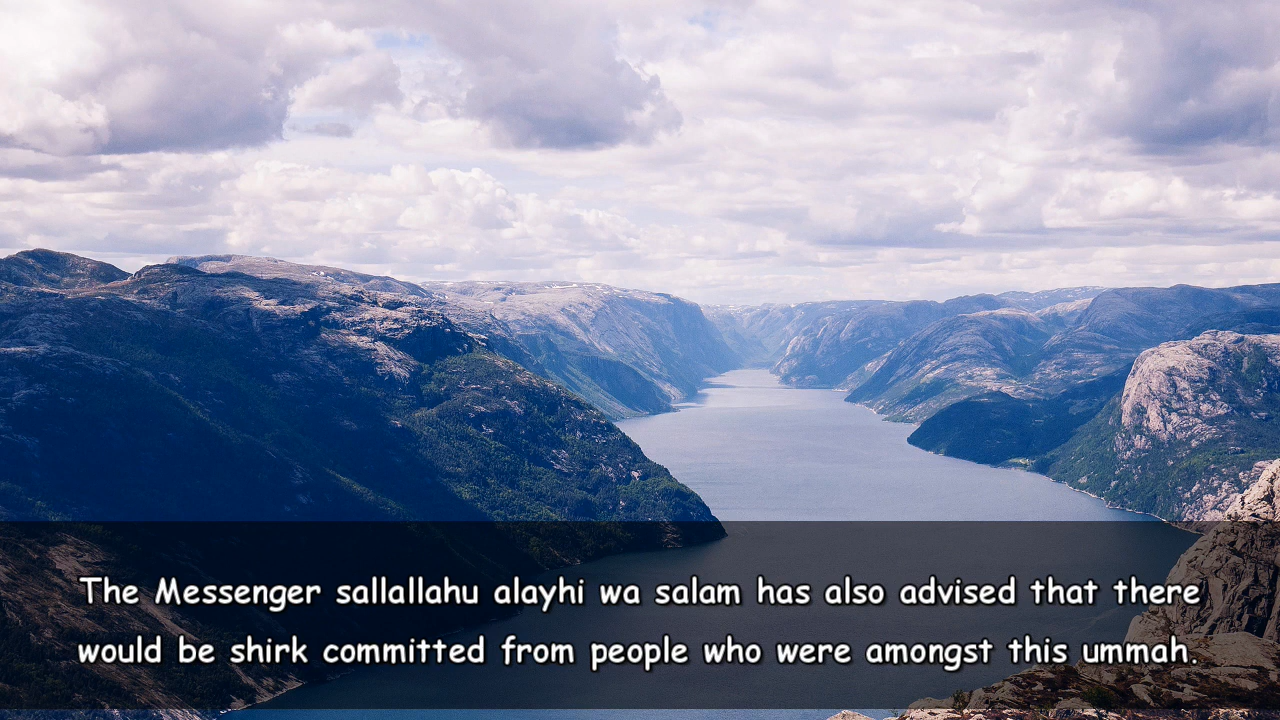 The Messenger sallallahu alayhi wa salam has also advised that there
would be shirk committed from people who were amongst this ummah.